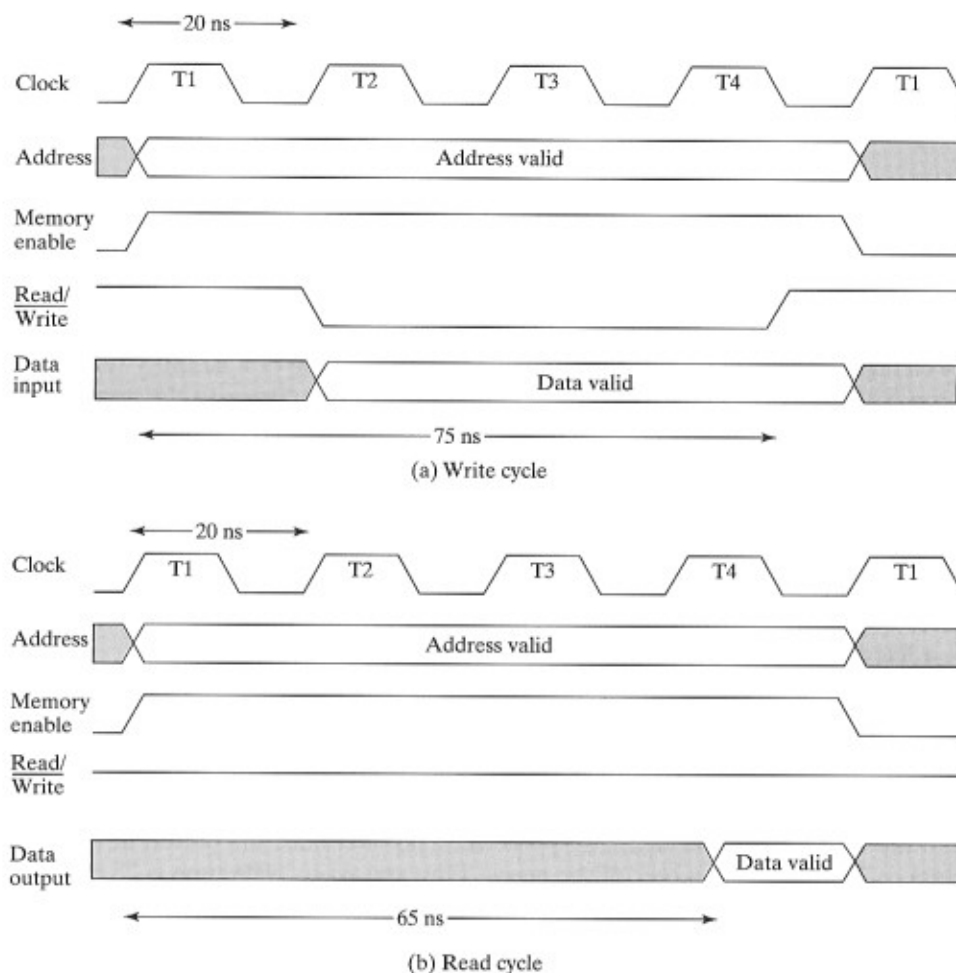 20 ns
Clock T1 T2 T3 T4 T1
Address Address valid
Memory
enable
Read/
Write
Data
input Data valid
75 ns
(a) Write cycle
20 ns
Clock T1 T2 T3 T4 T1
Address Address valid
Memory
enable
Read/
Write
Data
output Data valid
65 ns
(b) Read cycle